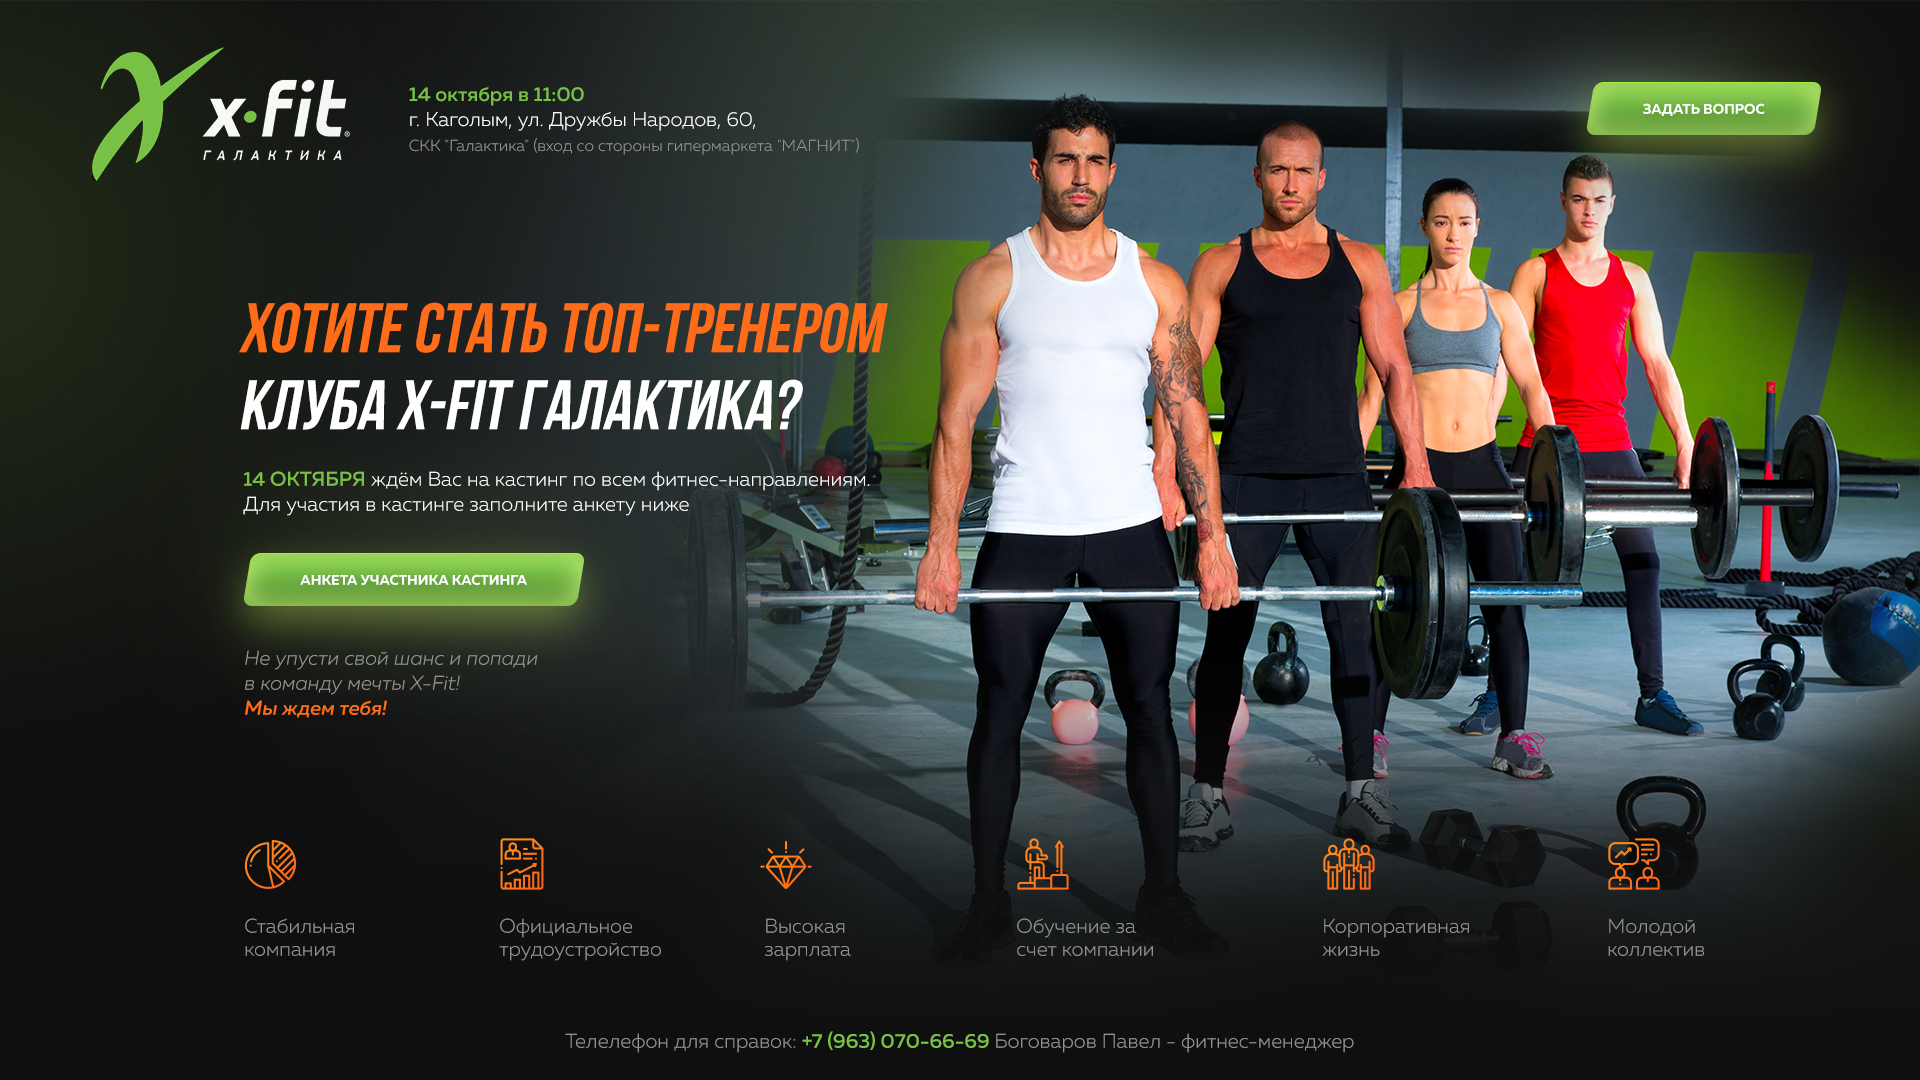 x·fit®
ГАЛАКТИКА
14 октября в 11:00
г. Каголым, ул. Дружбы Народов, 60,
СКК "Галактика" (вход со стороны гипермаркета "МАГНИТ")
ЗАДАТЬ ВОПРОС
ХОТИТЕ СТАТЬ ТОП-ТРЕНЕРОМ
КЛУБА X-FIT ГАЛАКТИКА?
14 ОКТЯБРЯ ждём Вас на кастинг по всем фитнес-направлениям.
Для участия в кастинге заполните анкету ниже
АНКЕТА УЧАСТНИКА КАСТИНГА
Не упусти свой шанс и попади
в команду мечты X-Fit!
Мы ждем тебя!
Стабильная
компания
Официальное
трудоустройство
Высокая
зарплата
Обучение за
счет компании
Корпоративная
жизнь
Молодой
коллектив
Телелефон для справок: +7 (963) 070-66-69 Боговаров Павел - фитнес-менеджер